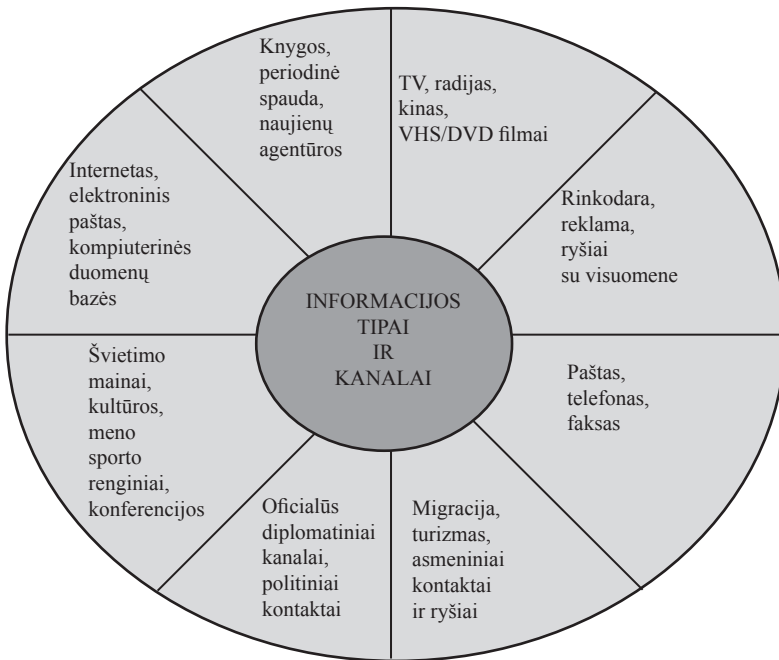 Knygos,
periodinė
spauda,
naujienų
agentūros
TV, radijas,
kinas,
VHS/DVD filmai
Rinkodara,
reklama,
ryšiai
su visuomene
Paštas,
telefonas,
faksas
Migracija,
turizmas,
asmeniniai
kontaktai
ir ryšiai
Oficialūs
diplomatiniai
kanalai,
politiniai
kontaktai
Švietimo
mainai,
kultūros,
meno
sporto
renginiai,
konferencijos
Internetas,
elektroninis
paštas,
kompiuterinės
duomenų
bazės
INFORMACIJOS
TIPAI
IR
KANALAI